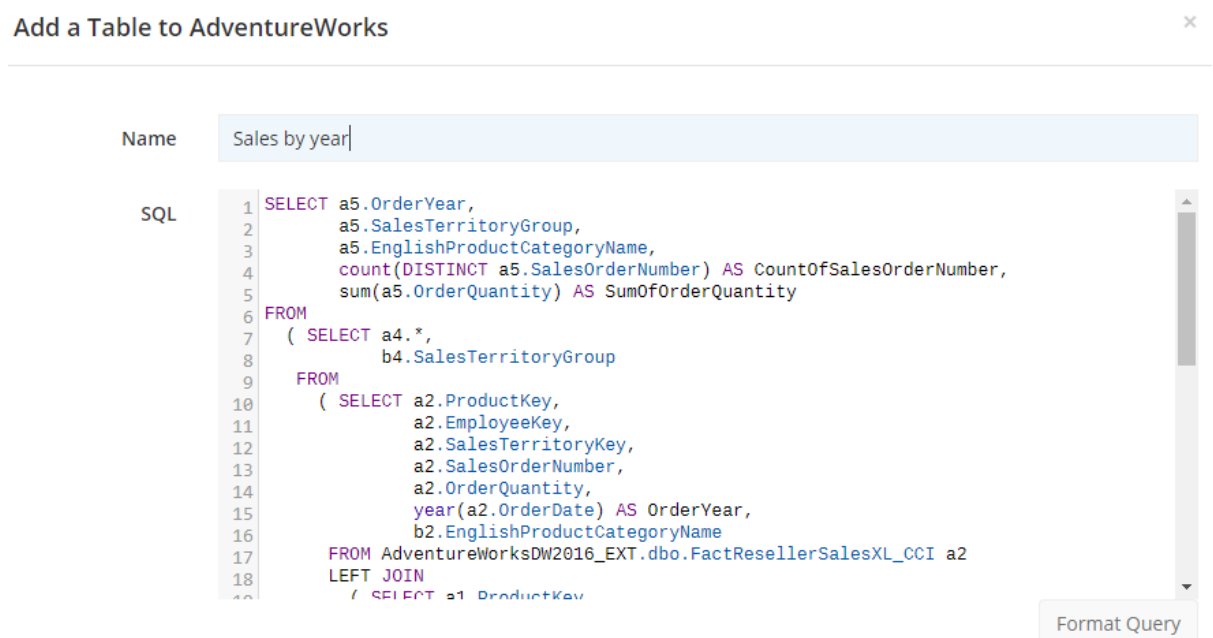 Add a Table to AdventureWorks ×
Name Sales by year
SQL
1 SELECT a5.OrderYear,
2 a5.SalesTerritoryGroup,
3 a5.EnglishProductCategoryName,
4 count(DISTINCT a5.SalesOrderNumber) AS CountOfSalesOrderNumber,
5 sum(a5.OrderQuantity) AS SumOfOrderQuantity
6 FROM
7 ( SELECT a4.*,
8 b4.SalesTerritoryGroup
9 FROM
10 ( SELECT a2.ProductKey,
11 a2.EmployeeKey,
12 a2.SalesTerritoryKey,
13 a2.SalesOrderNumber,
14 a2.OrderQuantity,
15 year(a2.OrderDate) AS OrderYear,
16 b2.EnglishProductCategoryName
17 FROM AdventureWorksDW2016_EXT.dbo.FactResellerSalesXL_CCI a2
18 LEFT JOIN
19 ( SELECT a1.ProductKey
Format Query